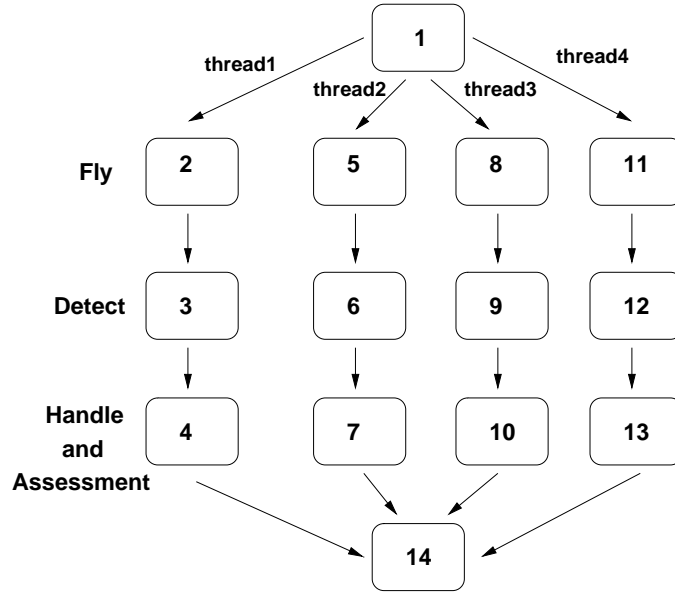 1
thread1
thread2
thread3
thread4
Fly
2
5
8
11
Detect
3
6
9
12
Handle
and
Assessment
4
7
10
13
14